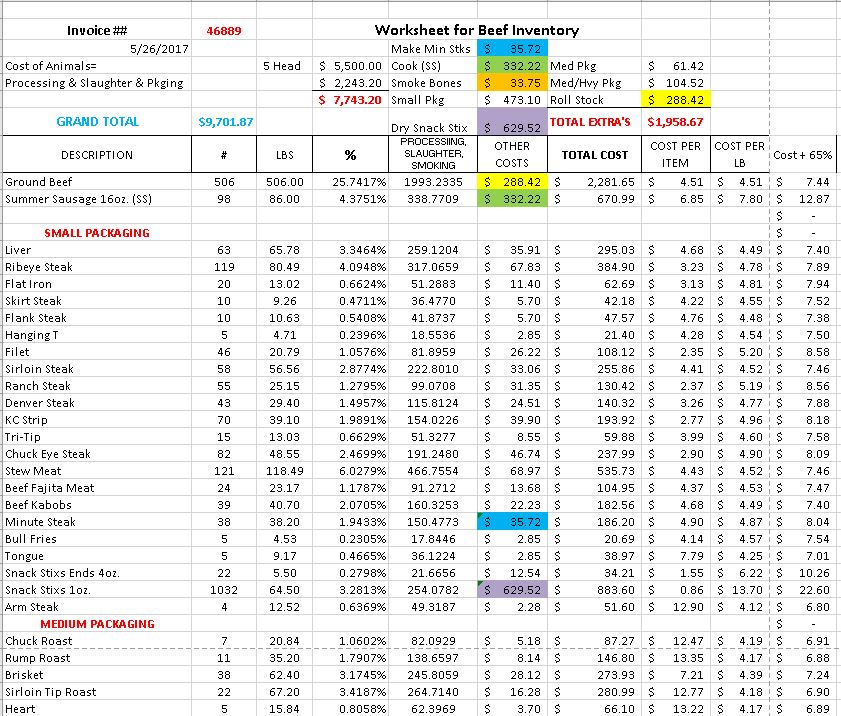 Invoice ## 46889 Worksheet for Beef Inventory
5/26/2017 Make Min Stks $ 35.72
Cost of Animals= 5 Head $ 5,500.00 Cook (SS) $ 332.22 Med Pkg $ 61.42
Processing & Slaughter & Pkging $ 2,243.20 Smoke Bones $ 33.75 Med/Hvy Pkg $ 104.52
$ 7,743.20 Small Pkg $ 473.10 Roll Stock $ 288.42
GRAND TOTAL $9,701.87 Dry Snack Stix $ 629.52 TOTAL EXTRA'S $1,958.67
DESCRIPTION # LBS % PROCESSIING, SLAUGHTER, SMOKING OTHER COSTS TOTAL COST COST PER ITEM COST PER LB Cost + 65%
Ground Beef 506 506.00 25.7417% 1993.2335 $ 288.42 $ 2,281.65 $ 4.51 $ 4.51 $ 7.44
Summer Sausage 16oz. (SS) 98 86.00 4.3751% 338.7709 $ 332.22 $ 670.99 $ 6.85 $ 7.80 $ 12.87
$ -
SMALL PACKAGING $ -
Liver 63 65.78 3.3464% 259.1204 $ 35.91 $ 295.03 $ 4.68 $ 4.49 $ 7.40
Ribeye Steak 119 80.49 4.0948% 317.0659 $ 67.83 $ 384.90 $ 3.23 $ 4.78 $ 7.89
Flat Iron 20 13.02 0.6624% 51.2883 $ 11.40 $ 62.69 $ 3.13 $ 4.81 $ 7.94
Skirt Steak 10 9.26 0.4711% 36.4770 $ 5.70 $ 42.18 $ 4.22 $ 4.55 $ 7.52
Flank Steak 10 10.63 0.5408% 41.8737 $ 5.70 $ 47.57 $ 4.76 $ 4.48 $ 7.38
Hanging T 5 4.71 0.2396% 18.5536 $ 2.85 $ 21.40 $ 4.28 $ 4.54 $ 7.50
Filet 46 20.79 1.0576% 81.8959 $ 26.22 $ 108.12 $ 2.35 $ 5.20 $ 8.58
Sirloin Steak 58 56.56 2.8774% 222.8010 $ 33.06 $ 255.86 $ 4.41 $ 4.52 $ 7.46
Ranch Steak 55 25.15 1.2795% 99.0708 $ 31.35 $ 130.42 $ 2.37 $ 5.19 $ 8.56
Denver Steak 43 29.40 1.4957% 115.8124 $ 24.51 $ 140.32 $ 3.26 $ 4.77 $ 7.88
KC Strip 70 39.10 1.9891% 154.0226 $ 39.90 $ 193.92 $ 2.77 $ 4.96 $ 8.18
Tri-Tip 15 13.03 0.6629% 51.3277 $ 8.55 $ 59.88 $ 3.99 $ 4.60 $ 7.58
Chuck Eye Steak 82 48.55 2.4699% 191.2480 $ 46.74 $ 237.99 $ 2.90 $ 4.90 $ 8.09
Stew Meat 121 118.49 6.0279% 466.7554 $ 68.97 $ 535.73 $ 4.43 $ 4.52 $ 7.46
Beef Fajita Meat 24 23.17 1.1787% 91.2712 $ 13.68 $ 104.95 $ 4.37 $ 4.53 $ 7.47
Beef Kabobs 39 40.70 2.0705% 160.3253 $ 22.23 $ 182.56 $ 4.68 $ 4.49 $ 7.40
Minute Steak 38 38.20 1.9433% 150.4773 $ 35.72 $ 186.20 $ 4.90 $ 4.87 $ 8.04
Bull Fries 5 4.53 0.2305% 17.8446 $ 2.85 $ 20.69 $ 4.14 $ 4.57 $ 7.54
Tongue 5 9.17 0.4665% 36.1224 $ 2.85 $ 38.97 $ 7.79 $ 4.25 $ 7.01
Snack Stixs Ends 4oz. 22 5.50 0.2798% 21.6656 $ 12.54 $ 34.21 $ 1.55 $ 6.22 $ 10.26
Snack Stixs 1oz. 1032 64.50 3.2813% 254.0782 $ 629.52 $ 883.60 $ 0.86 $ 13.70 $ 22.60
Arm Steak 4 12.52 0.6369% 49.3187 $ 2.28 $ 51.60 $ 12.90 $ 4.12 $ 6.80
MEDIUM PACKAGING $ -
Chuck Roast 7 20.84 1.0602% 82.0929 $ 5.18 $ 87.27 $ 12.47 $ 4.19 $ 6.91
Rump Roast 11 35.20 1.7907% 138.6597 $ 8.14 $ 146.80 $ 13.35 $ 4.17 $ 6.88
Brisket 38 62.40 3.1745% 245.8059 $ 28.12 $ 273.93 $ 7.21 $ 4.39 $ 7.24
Sirloin Tip Roast 22 67.20 3.4187% 264.7140 $ 16.28 $ 280.99 $ 12.77 $ 4.18 $ 6.90
Heart 5 15.84 0.8058% 62.3969 $ 3.70 $ 66.10 $ 13.22 $ 4.17 $ 6.89